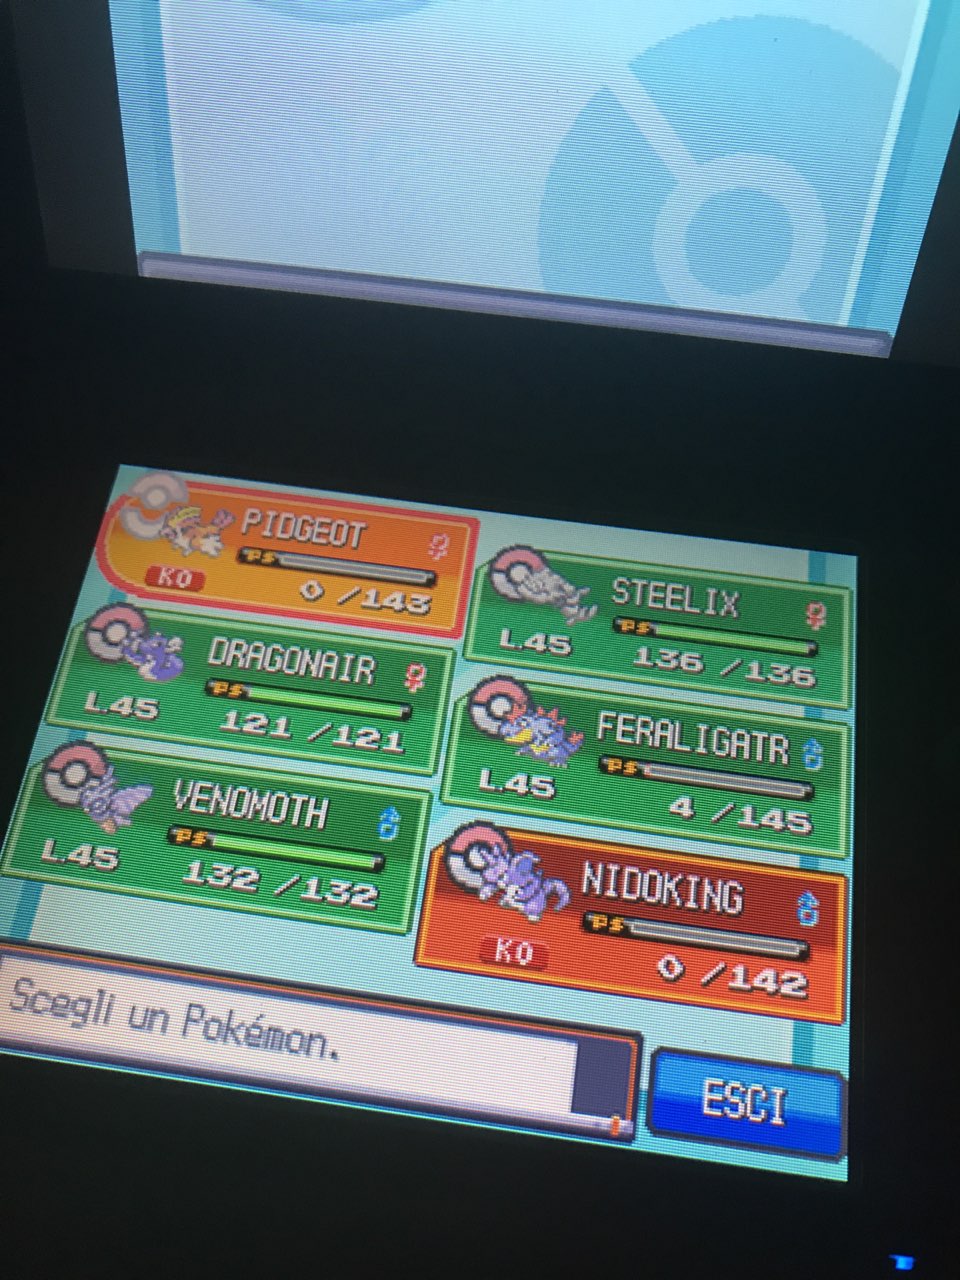 PIDGEOT ♀
PS
KO
0 /143
STEELIX ♀
PS
L.45
136 /136
DRAGONAIR ♀
PS
L.45
121 /121
FERALIGATR ♂
PS
L.45
4 /145
VENOMOTH ♂
PS
L.45
132 /132
NIDOKING ♂
PS
KO
0 /142
Scegli un Pokémon.
ESCI